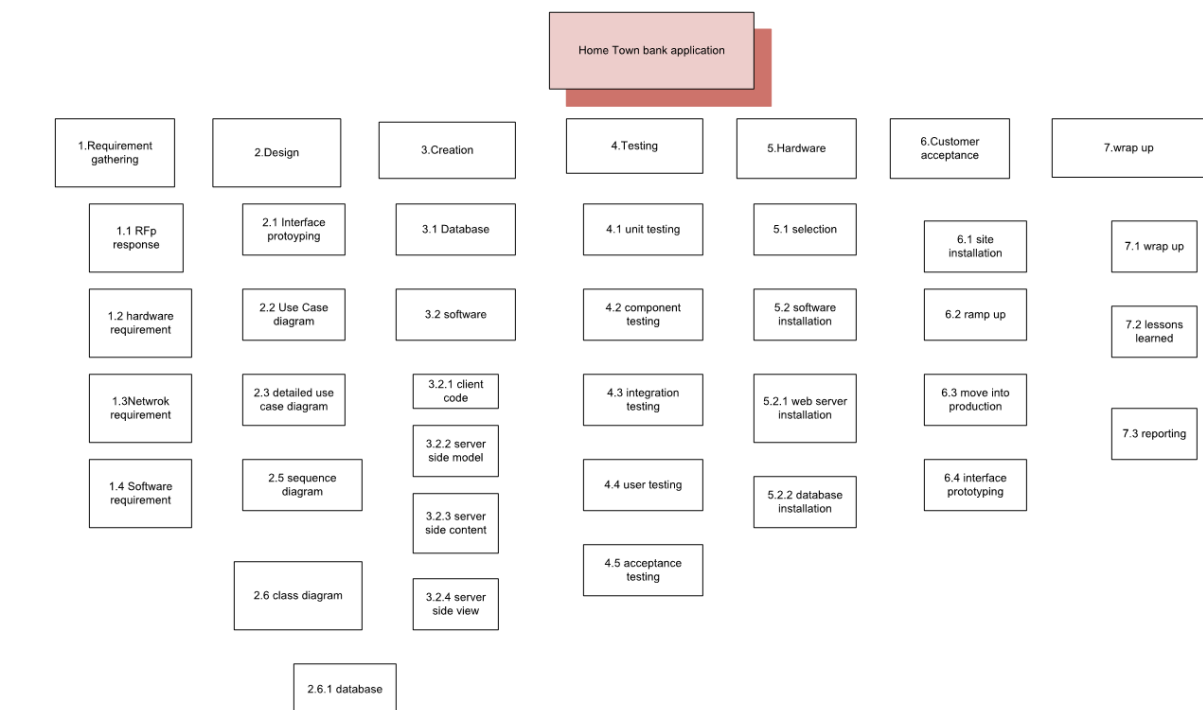 Home Town bank application
1.Requirement
gathering
2.Design
3.Creation
4.Testing
5.Hardware
6.Customer
acceptance
7.wrap up
1.1 RFp
response
1.2 hardware
requirement
1.3Netwrok
requirement
1.4 Software
requirement
2.1 Interface
protoyping
2.2 Use Case
diagram
2.3 detailed use
case diagram
2.5 sequence
diagram
2.6 class diagram
2.6.1 database
3.1 Database
3.2 software
3.2.1 client
code
3.2.2 server
side model
3.2.3 server
side content
3.2.4 server
side view
4.1 unit testing
4.2 component
testing
4.3 integration
testing
4.4 user testing
4.5 acceptance
testing
5.1 selection
5.2 software
installation
5.2.1 web server
installation
5.2.2 database
installation
6.1 site
installation
6.2 ramp up
6.3 move into
production
6.4 interface
prototyping
7.1 wrap up
7.2 lessons
learned
7.3 reporting